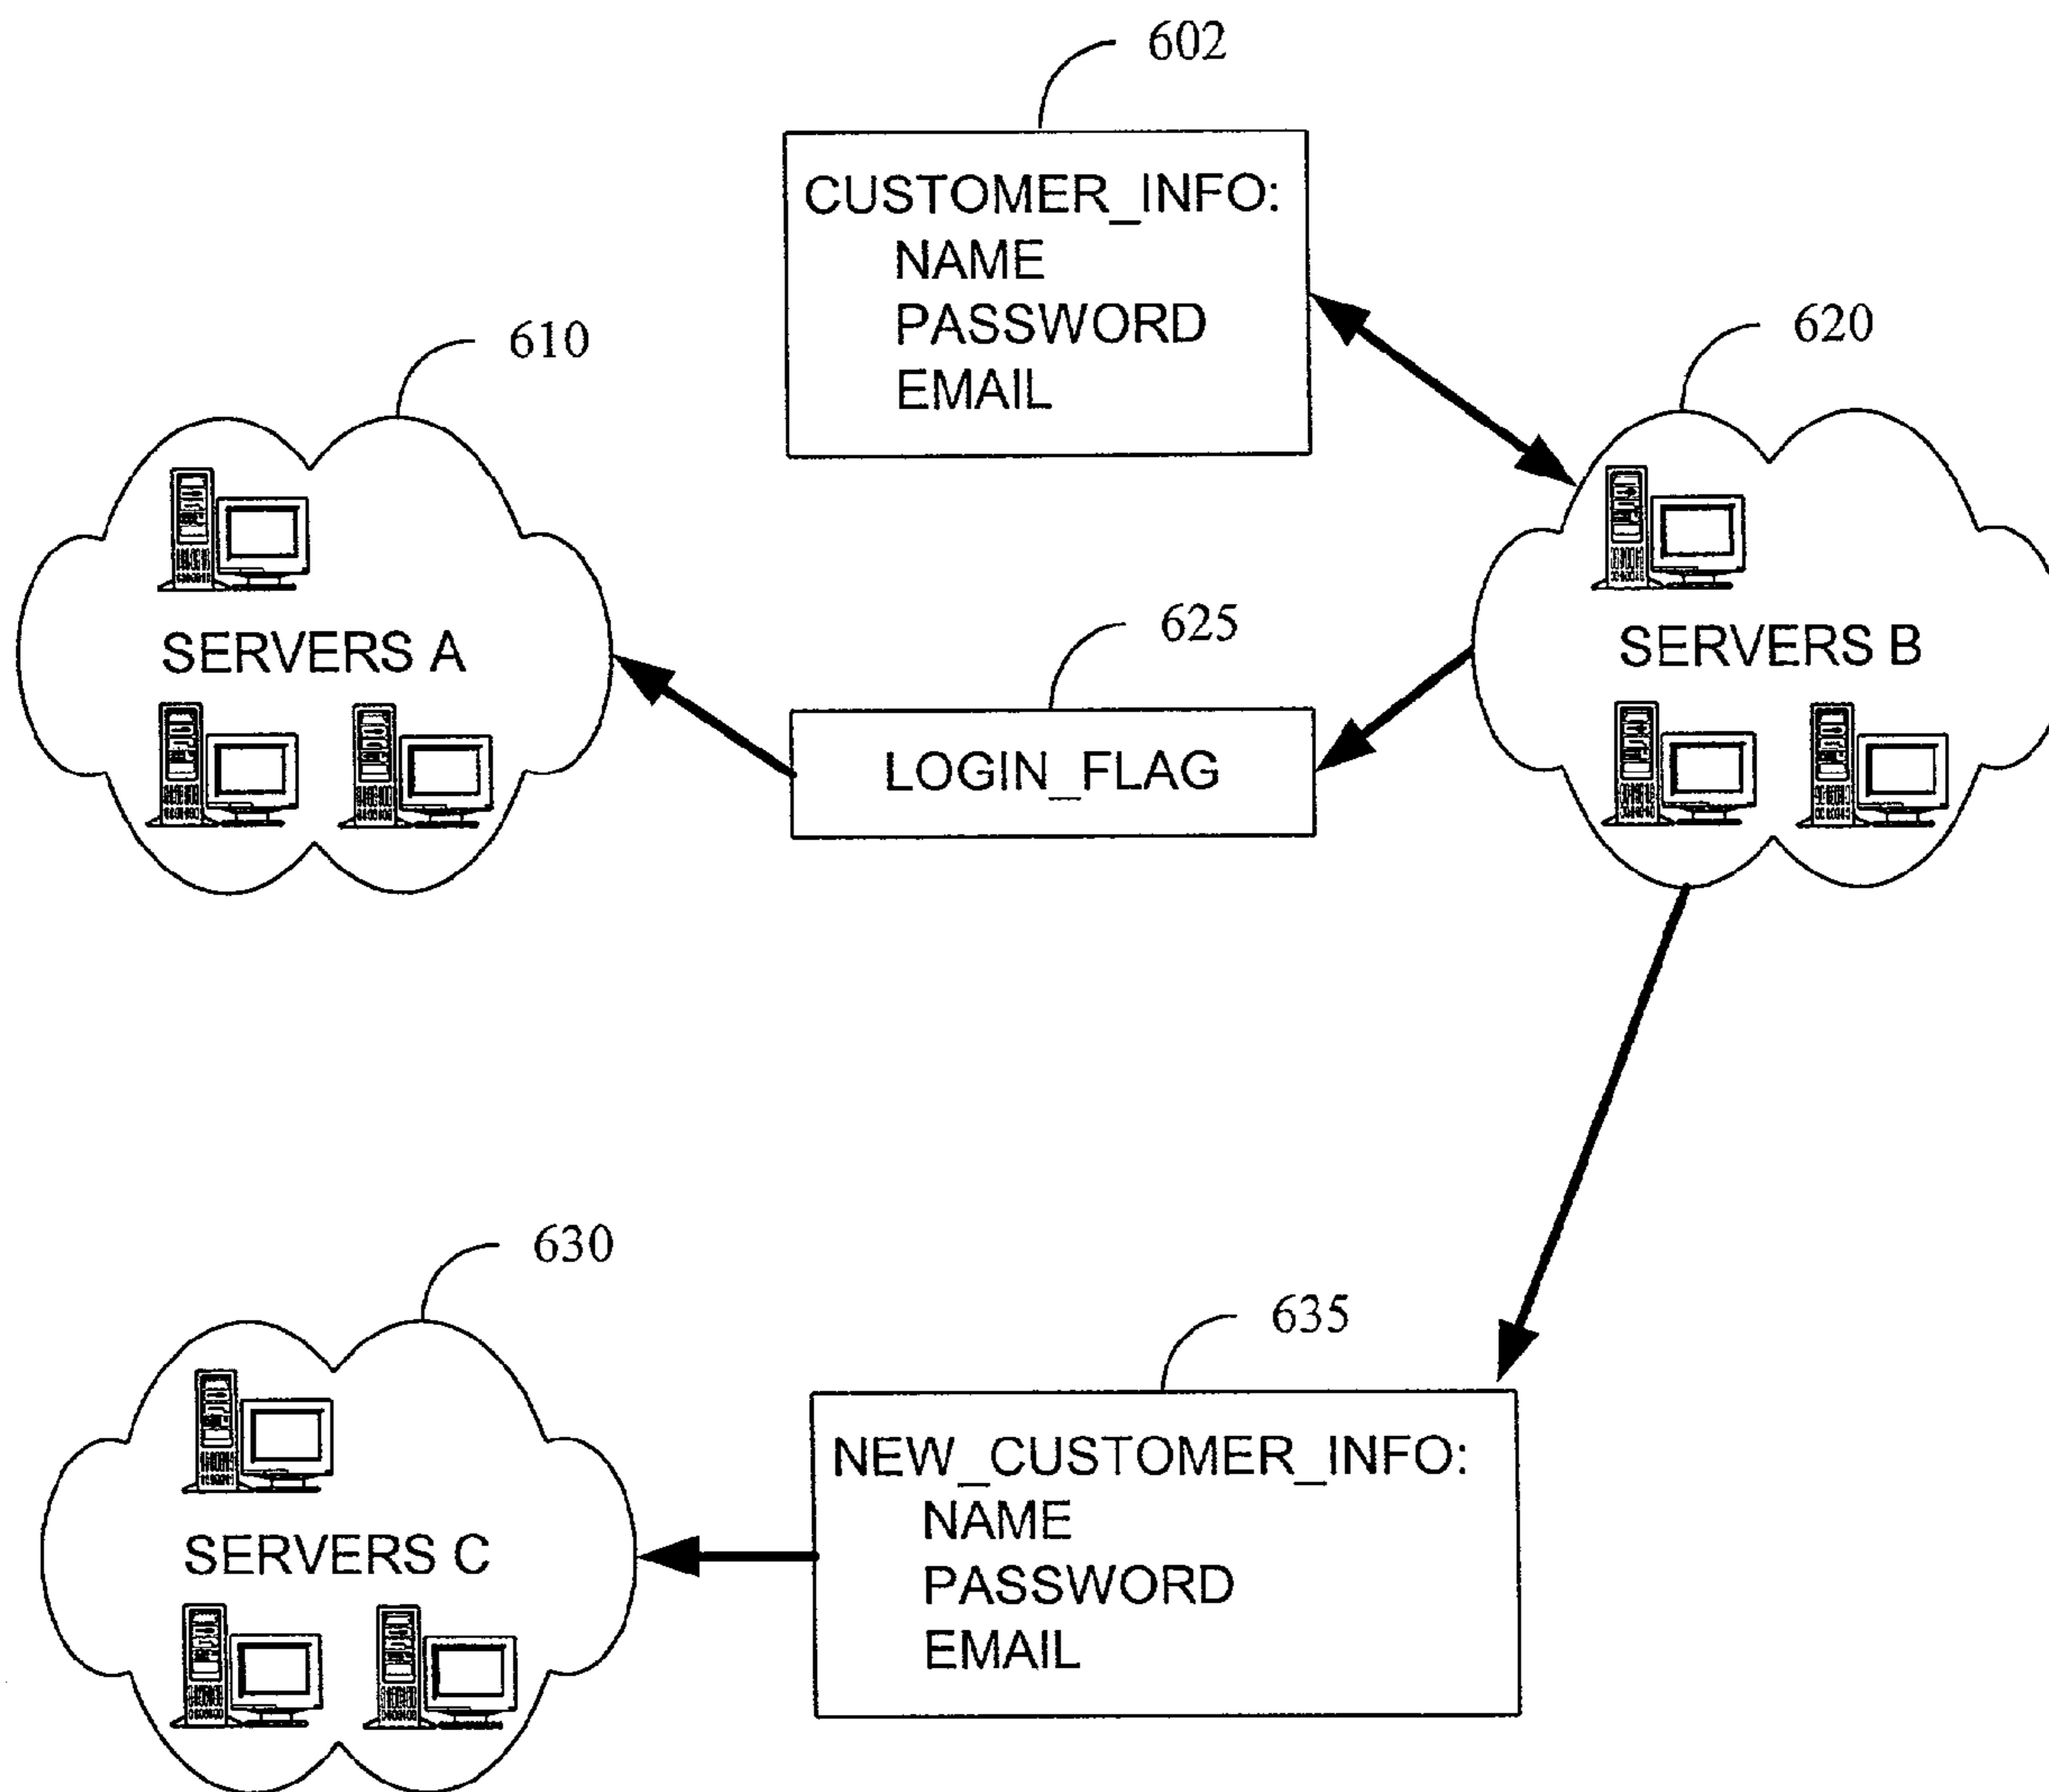 602
CUSTOMER_INFO:
NAME
PASSWORD
EMAIL
610
620
SERVERS A
625
SERVERS B
LOGIN_FLAG
630
635
NEW_CUSTOMER_INFO:
NAME
PASSWORD
EMAIL
SERVERS C